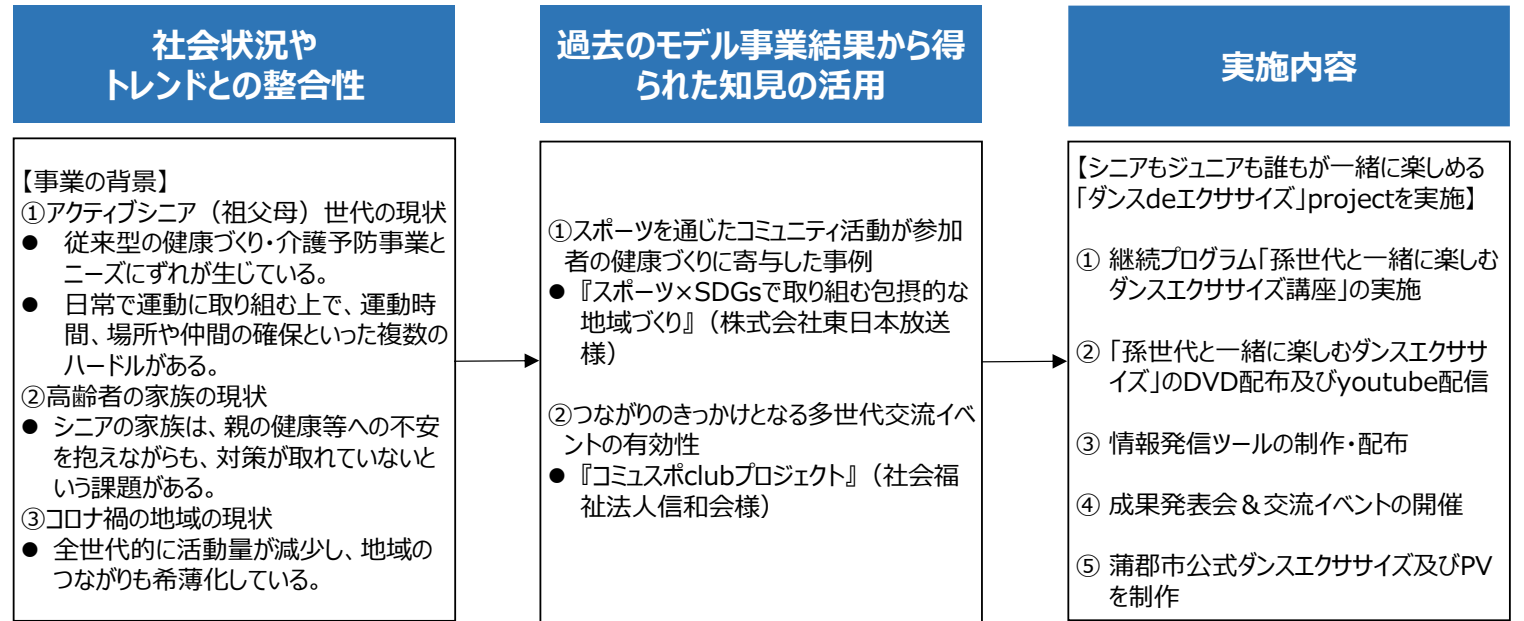 社会状況や
トレンドとの整合性
【事業の背景】
①アクティブシニア（祖父母）世代の現状
● 従来型の健康づくり・介護予防事業と
ニーズにずれが生じている。
● 日常で運動に取り組む上で、運動時
間、場所や仲間の確保といった複数の
ハードルがある。
②高齢者の家族の現状
● シニアの家族は、親の健康等への不安
を抱えながらも、対策が取れていないと
いう課題がある。
③コロナ禍の地域の現状
● 全世代的に活動量が減少し、地域の
つながりも希薄化している。
過去のモデル事業結果から得
られた知見の活用
①スポーツを通じたコミュニティ活動が参加
者の健康づくりに寄与した事例
● 『スポーツ×SDGsで取り組む包摂的な
地域づくり』（株式会社東日本放送
様）
②つながりのきっかけとなる多世代交流イベ
ントの有効性
● 『コミュスポclubプロジェクト』（社会福
祉法人信和会様）
実施内容
【シニアもジュニアも誰もが一緒に楽しめる
「ダンスdeエクササイズ」projectを実施】
① 継続プログラム「孫世代と一緒に楽しむ
ダンスエクササイズ講座」の実施
② 「孫世代と一緒に楽しむダンスエクササ
イズ」のDVD配布及びyoutube配信
③ 情報発信ツールの制作・配布
④ 成果発表会＆交流イベントの開催
⑤ 蒲郡市公式ダンスエクササイズ及びPV
を制作